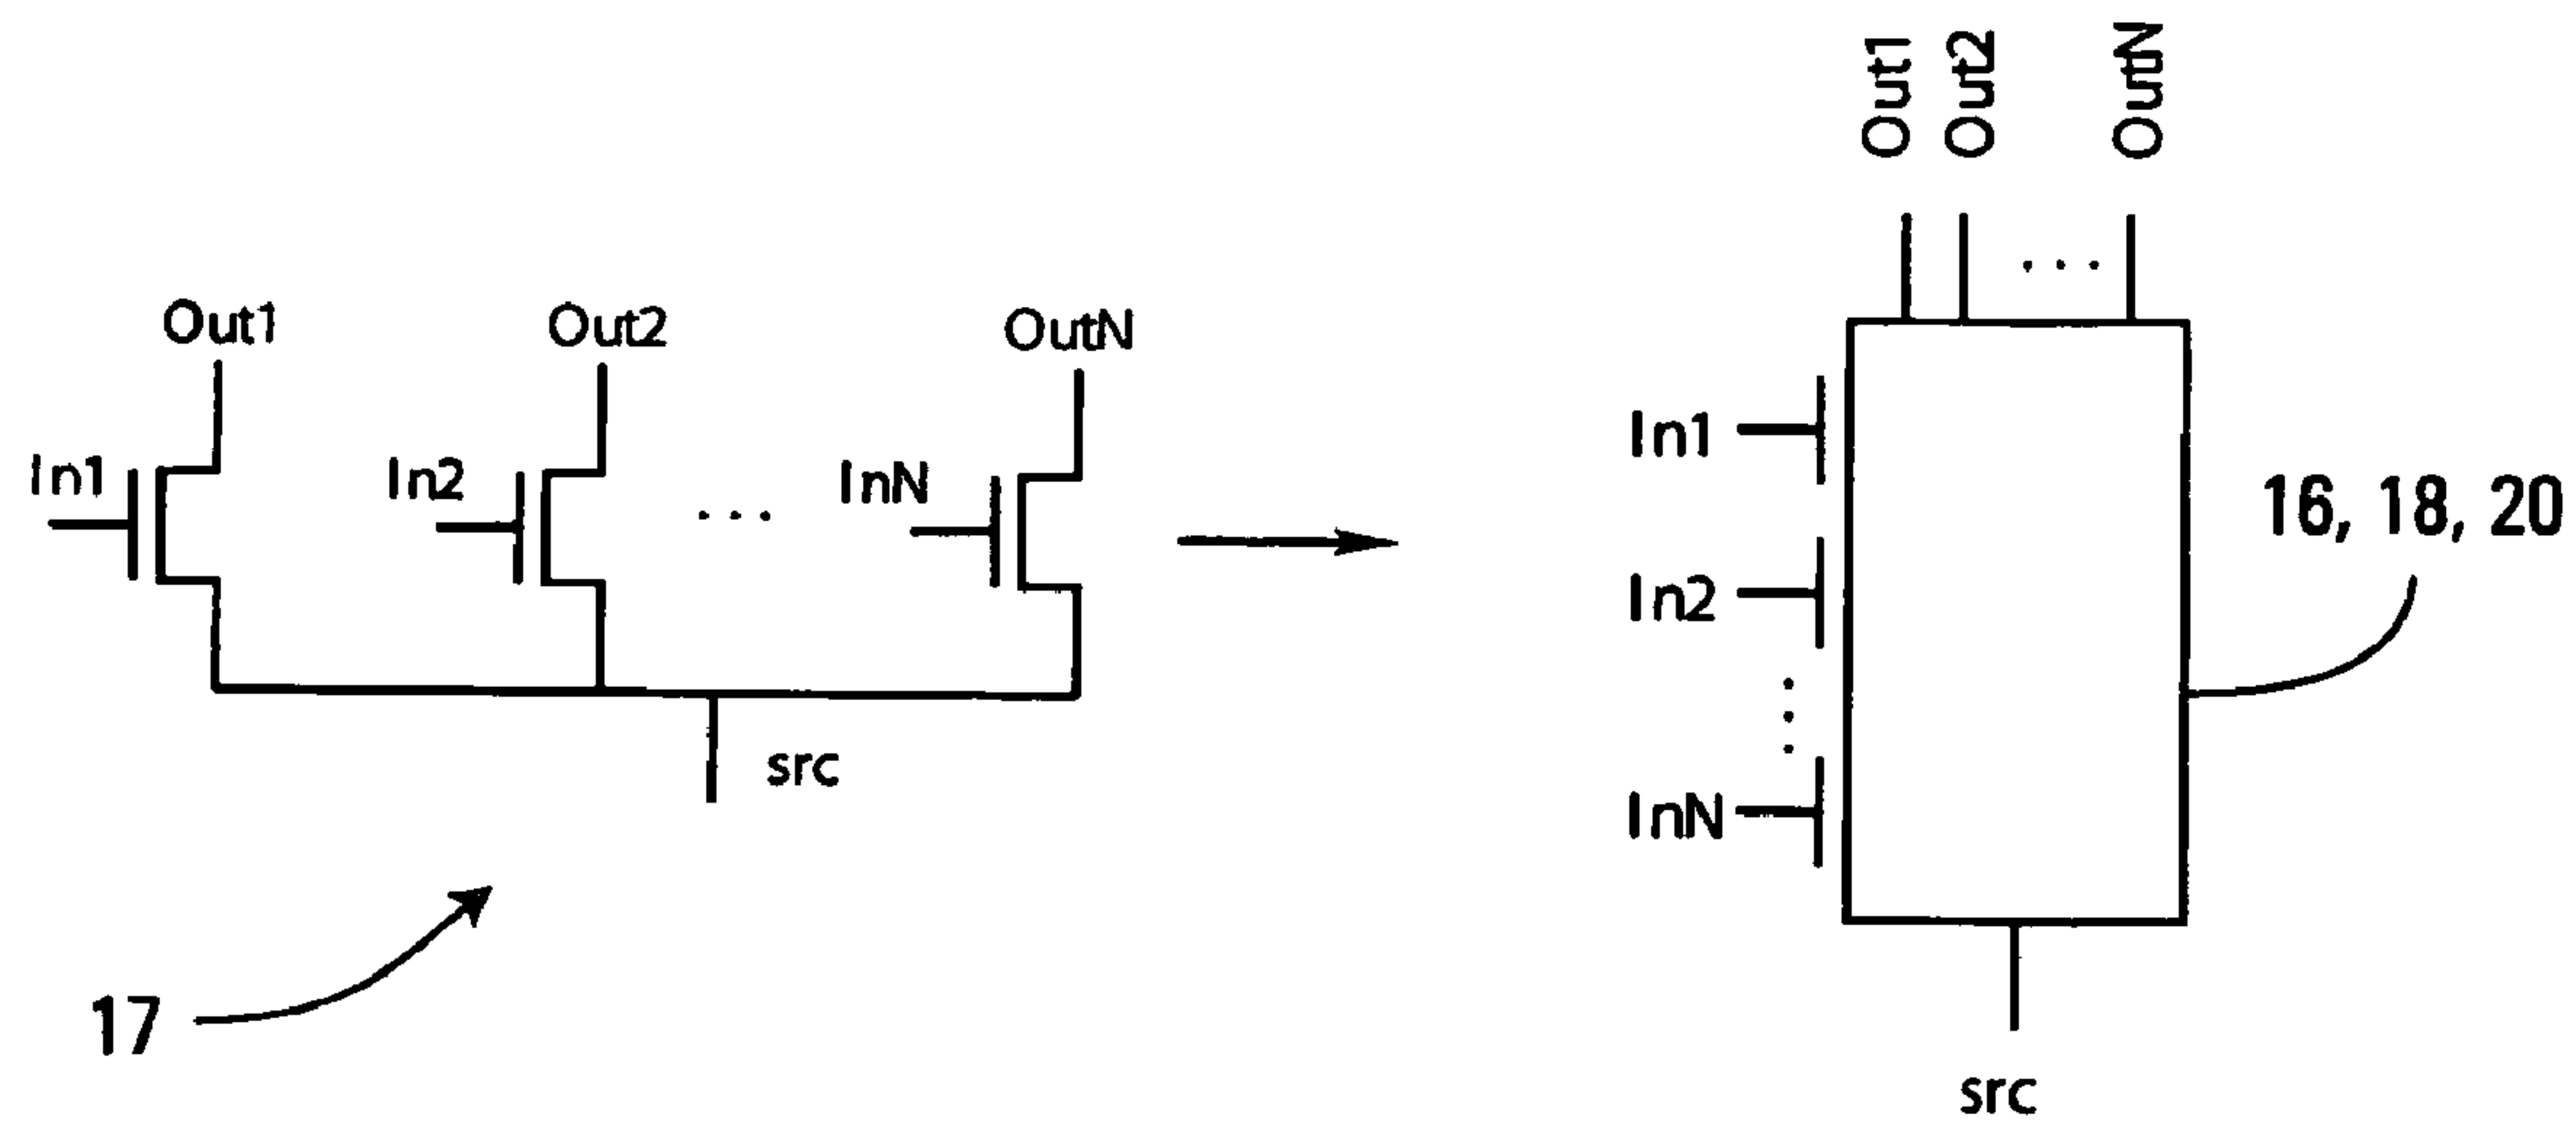 Out1 Out2 OutN
In1 In2 ... InN
src
17
Out1 Out2 OutN
...
In1
In2
InN
16, 18, 20
src